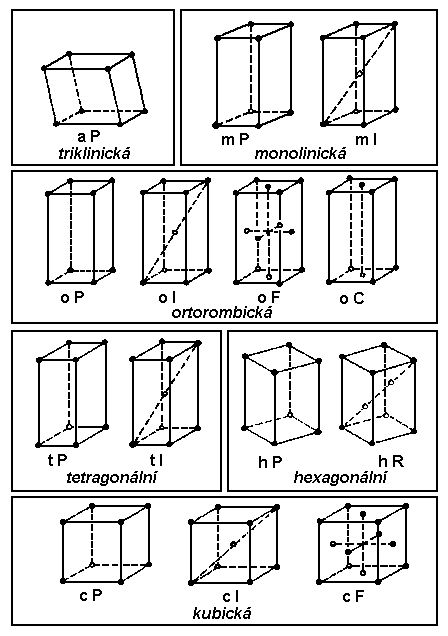 a P
triklinická
m P m I
monolinická
o P o I o F o C
ortorombická
t P t I
tetragonální
h P h R
hexagonální
c P c I c F
kubická